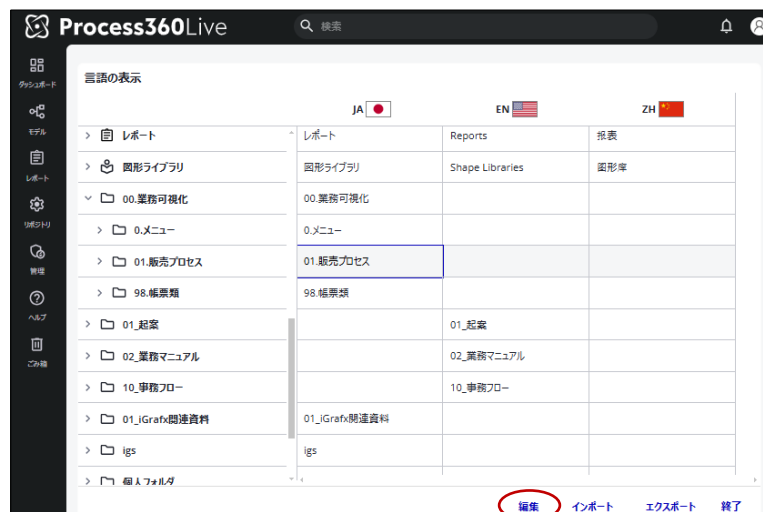 Process360Live
検索
ダッシュボード
モデル
レポート
リポジトリ
管理
ヘルプ
ごみ箱
言語の表示
JA EN ZH
レポート レポート Reports 报表
図形ライブラリ 図形ライブラリ Shape Libraries 图形库
00.業務可視化 00.業務可視化
0.メニュー 0.メニュー
01.販売プロセス 01.販売プロセス
98.帳票類 98.帳票類
01_起案 01_起案
02_業務マニュアル 02_業務マニュアル
10_事務フロー 10_事務フロー
01_iGrafx関連資料 01_iGrafx関連資料
igs igs
個人フォルダ
編集 インポート エクスポート 終了